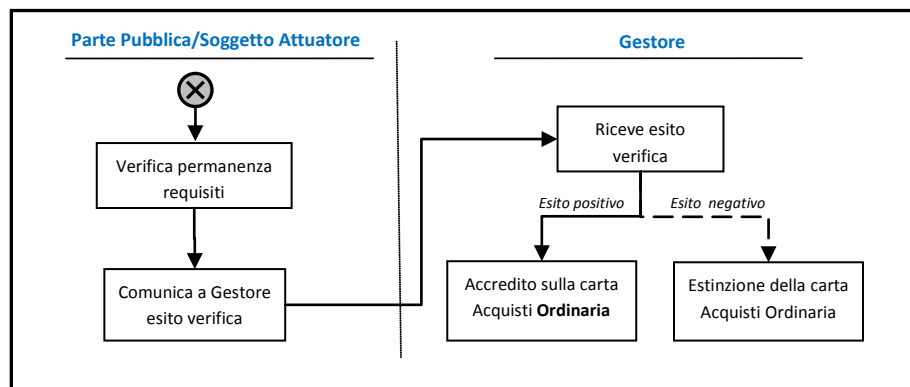 Parte Pubblica/Soggetto Attuatore
Verifica permanenza
requisiti
Comunica a Gestore
esito verifica
Gestore
Riceve esito
verifica
Esito positivo
Esito negativo
Accredito sulla carta
Acquisti Ordinaria
Estinzione della carta
Acquisti Ordinaria